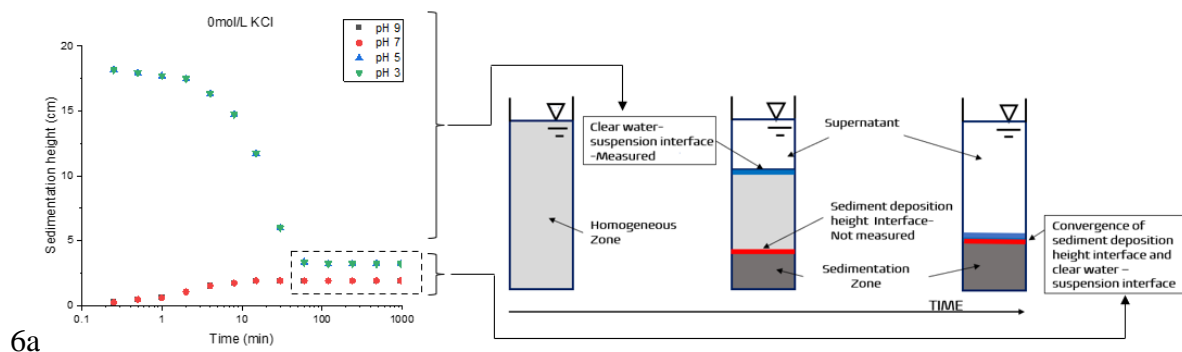 0mol/L KCl
pH 9
pH 7
pH 5
pH 3
20
15
10
5
0
Sedimentation height (cm)
0.1
1
10
100
1000
Time (min)
Clear water-
suspension interface
-Measured
Homogeneous
Zone
Supernatant
Sediment deposition
height Interface-
Not measured
Sedimentation
Zone
Convergence of
sediment deposition
height interface and
clear water –
suspension interface
TIME
6a